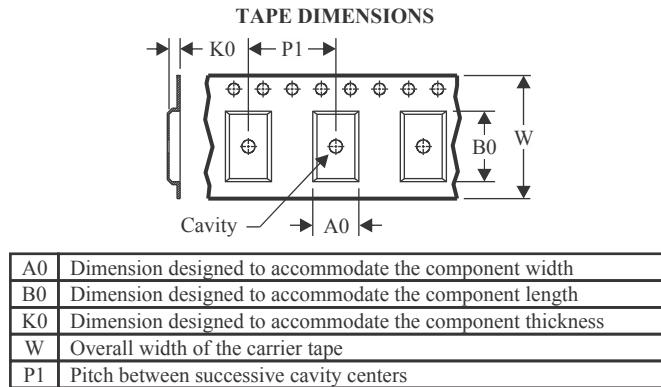 TAPE DIMENSIONS
K0
P1
B0
W
Cavity
A0
A0 Dimension designed to accommodate the component width
B0 Dimension designed to accommodate the component length
K0 Dimension designed to accommodate the component thickness
W Overall width of the carrier tape
P1 Pitch between successive cavity centers